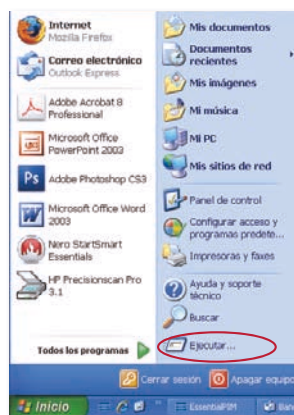 Internet
Mozilla Firefox
Correo electrónico
Outlook Express
Adobe Acrobat 8
Professional
Microsoft Office
PowerPoint 2003
Adobe Photoshop CS3
Microsoft Office Word
2003
Nero StartSmart
Essentials
HP Precisionscan Pro
3.1
Todos los programas
Mis documentos
Documentos
recientes
Mis imágenes
Mi música
Mi PC
Mis sitios de red
Panel de control
Configurar acceso y
programas predete...
Impresoras y faxes
Ayuda y soporte
técnico
Buscar
Ejecutar...
Cerrar sesión
Apagar equipo
Inicio
EssentialPIM